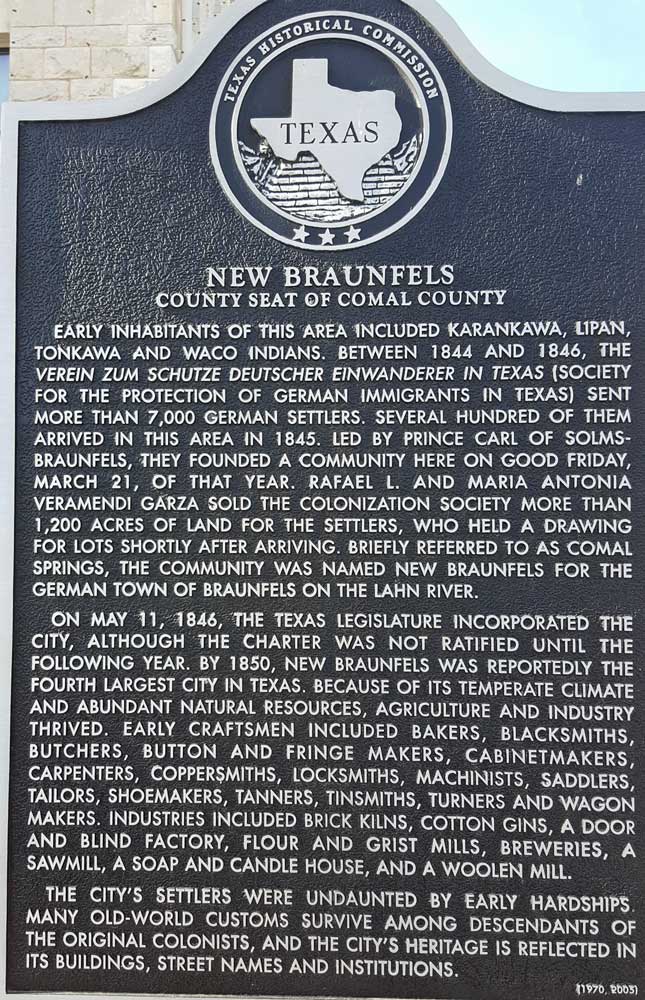 TEXAS HISTORICAL COMMISSION
TEXAS
NEW BRAUNFELS
COUNTY SEAT OF COMAL COUNTY
EARLY INHABITANTS OF THIS AREA INCLUDED KARANKAWA, LIPAN,
TONKAWA AND WACO INDIANS. BETWEEN 1844 AND 1846, THE
VEREIN ZUM SCHUTZE DEUTSCHER EINWANDERER IN TEXAS (SOCIETY
FOR THE PROTECTION OF GERMAN IMMIGRANTS IN TEXAS) SENT
MORE THAN 7,000 GERMAN SETTLERS. SEVERAL HUNDRED OF THEM
ARRIVED IN THIS AREA IN 1845. LED BY PRINCE CARL OF SOLMS-
BRAUNFELS, THEY FOUNDED A COMMUNITY HERE ON GOOD FRIDAY,
MARCH 21, OF THAT YEAR. RAFAEL L. AND MARIA ANTONIA
VERAMENDI GARZA SOLD THE COLONIZATION SOCIETY MORE THAN
1,200 ACRES OF LAND FOR THE SETTLERS, WHO HELD A DRAWING
FOR LOTS SHORTLY AFTER ARRIVING. BRIEFLY REFERRED TO AS COMAL
SPRINGS, THE COMMUNITY WAS NAMED NEW BRAUNFELS FOR THE
GERMAN TOWN OF BRAUNFELS ON THE LAHN RIVER.
ON MAY 11, 1846, THE TEXAS LEGISLATURE INCORPORATED THE
CITY, ALTHOUGH THE CHARTER WAS NOT RATIFIED UNTIL THE
FOLLOWING YEAR. BY 1850, NEW BRAUNFELS WAS REPORTEDLY THE
FOURTH LARGEST CITY IN TEXAS. BECAUSE OF ITS TEMPERATE CLIMATE
AND ABUNDANT NATURAL RESOURCES, AGRICULTURE AND INDUSTRY
THRIVED. EARLY CRAFTSMEN INCLUDED BAKERS, BLACKSMITHS,
BUTCHERS, BUTTON AND FRINGE MAKERS, CABINETMAKERS,
CARPENTERS, COPPERSMITHS, LOCKSMITHS, MACHINISTS, SADDLERS,
TAILORS, SHOEMAKERS, TANNERS, TINSMITHS, TURNERS AND WAGON
MAKERS. INDUSTRIES INCLUDED BRICK KILNS, COTTON GINS, A DOOR
AND BLIND FACTORY, FLOUR AND GRIST MILLS, BREWERIES, A
SAWMILL, A SOAP AND CANDLE HOUSE, AND A WOOLEN MILL.
THE CITY'S SETTLERS WERE UNDAUNTED BY EARLY HARDSHIPS.
MANY OLD-WORLD CUSTOMS SURVIVE AMONG DESCENDANTS OF
THE ORIGINAL COLONISTS, AND THE CITY'S HERITAGE IS REFLECTED IN
ITS BUILDINGS, STREET NAMES AND INSTITUTIONS.
(1970, 2003)